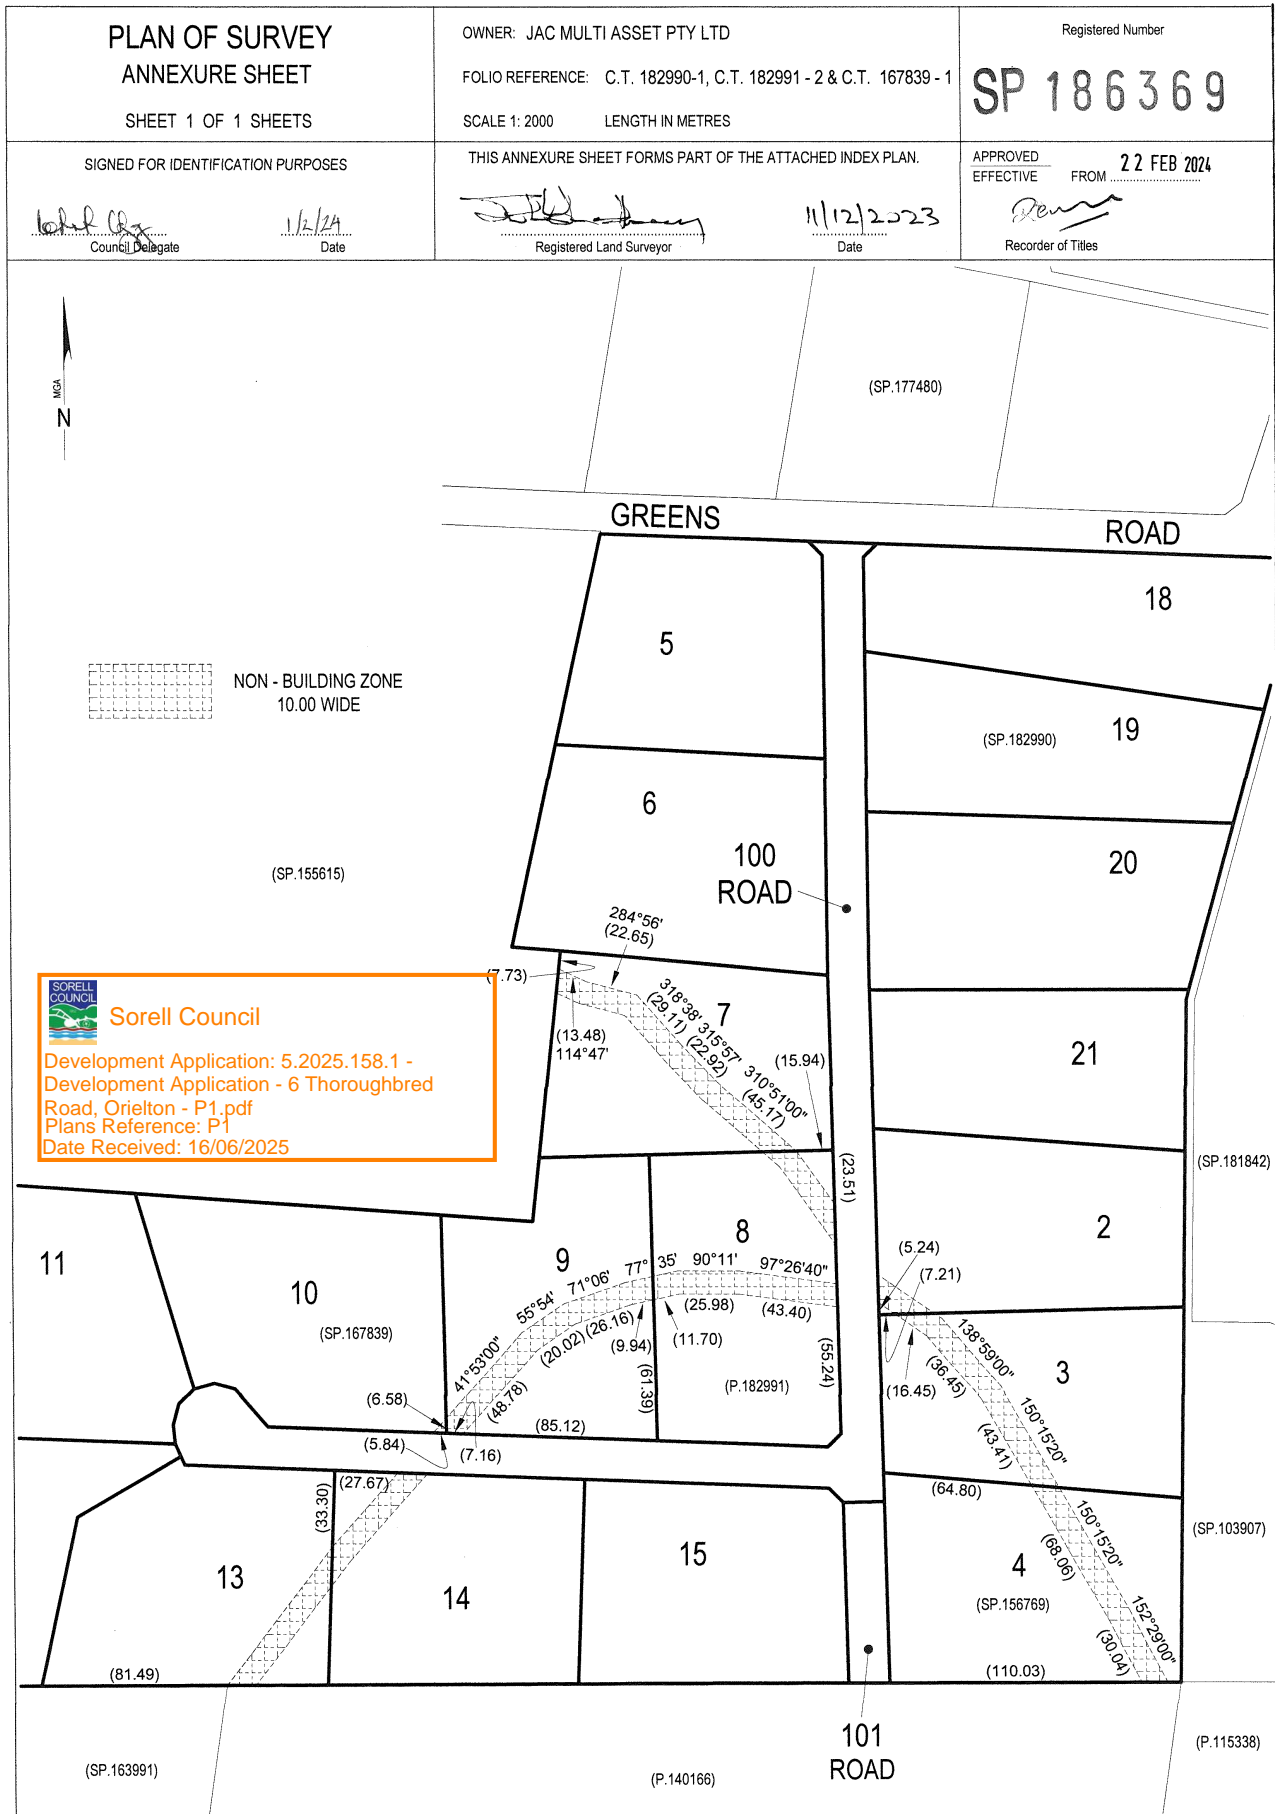 PLAN OF SURVEY
ANNEXURE SHEET
SHEET 1 OF 1 SHEETS
OWNER: JAC MULTI ASSET PTY LTD
FOLIO REFERENCE: C.T. 182990-1, C.T. 182991 - 2 & C.T. 167839 - 1
SCALE 1: 2000 LENGTH IN METRES
Registered Number
SP 186369
SIGNED FOR IDENTIFICATION PURPOSES
1/2/24
Council Delegate Date
THIS ANNEXURE SHEET FORMS PART OF THE ATTACHED INDEX PLAN.
11/12/2023
Registered Land Surveyor Date
APPROVED
EFFECTIVE FROM 22 FEB 2024
Recorder of Titles
MGA
N
(SP.177480)
GREENS ROAD
18
5
NON - BUILDING ZONE
10.00 WIDE
19
(SP.182990)
6
100
ROAD
20
(SP.155615)
284°56'
(22.65)
(7.73)
318°38' 315°57' 310°51'00"
(29.11) (22.92) (45.17)
7
(13.48)
114°47'
(15.94)
21
SORELL
COUNCIL
Sorell Council
Development Application: 5.2025.158.1 -
Development Application - 6 Thoroughbred
Road, Orielton - P1.pdf
Plans Reference: P1
Date Received: 16/06/2025
(23.51)
(SP.181842)
2
8
9
11
10
(5.24)
(7.21)
41°53'00" 55°54' 71°06' 77° 35' 90°11' 97°26'40"
(48.78) (20.02) (26.16) (9.94) (11.70) (25.98) (43.40)
(SP.167839)
138°59'00"
(36.45)
3
(16.45)
(55.24)
(P.182991)
(61.39)
(6.58)
(85.12)
(5.84)
(7.16)
150°15'20"
(43.41)
(27.67)
(33.30)
(64.80)
150°15'20"
(68.06)
(SP.103907)
13
14
15
4
(SP.156769)
152°29'00"
(30.04)
(81.49)
(110.03)
101
ROAD
(P.115338)
(SP.163991)
(P.140166)